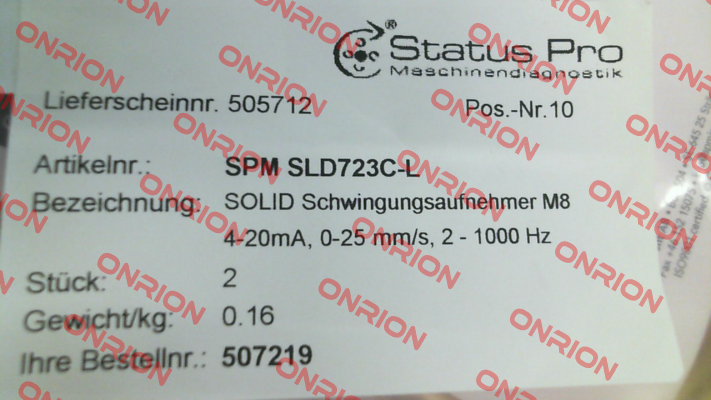 Status Pro®
Maschinendiagnostik
Lieferscheinnr. 505712 Pos.-Nr. 10
Artikelnr.: SPM SLD723C-L
Bezeichnung: SOLID Schwingungsaufnehmer M8
4-20mA, 0-25 mm/s, 2 - 1000 Hz
Stück: 2
Gewicht/kg: 0.16
Ihre Bestellnr.: 507219
ONRION